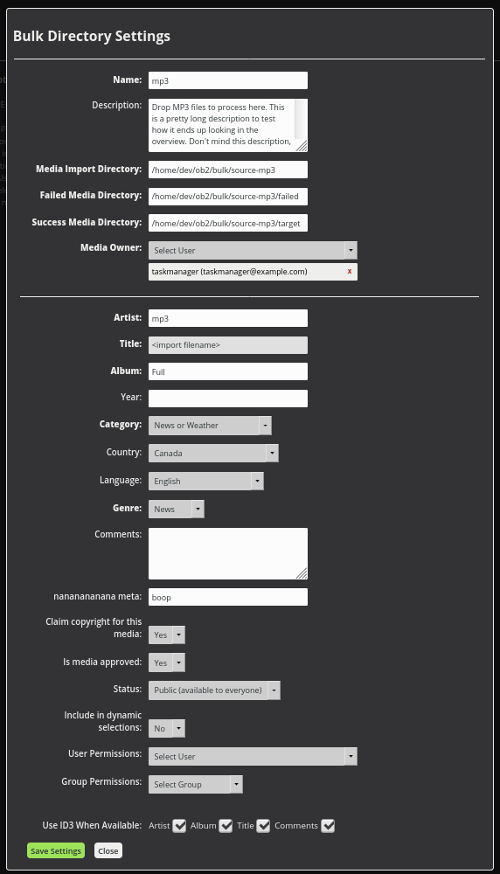 Bulk Directory Settings
Name: mp3
Description: Drop MP3 files to process here. This
is a pretty long description to test
how it ends up looking in the
overview. Don't mind this description,
Media Import Directory: /home/dev/ob2/bulk/source-mp3
Failed Media Directory: /home/dev/ob2/bulk/source-mp3/failed
Success Media Directory: /home/dev/ob2/bulk/source-mp3/target
Media Owner: Select User
taskmanager (taskmanager@example.com) x
Artist: mp3
Title: <import filename>
Album: Full
Year:
Category: News or Weather
Country: Canada
Language: English
Genre: News
Comments:
nanananananana meta: boop
Claim copyright for this
media: Yes
Is media approved: Yes
Status: Public (available to everyone)
Include in dynamic
selections: No
User Permissions: Select User
Group Permissions: Select Group
Use ID3 When Available: Artist Album Title Comments
Save Settings Close